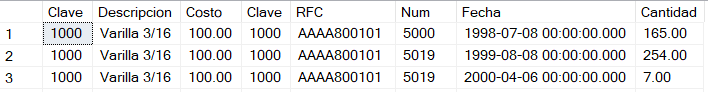 Clave Descripcion Costo Clave RFC Num Fecha Cantidad
1 1000 Varilla 3/16 100.00 1000 AAAA800101 5000 1998-07-08 00:00:00.000 165.00
2 1000 Varilla 3/16 100.00 1000 AAAA800101 5019 1999-08-08 00:00:00.000 254.00
3 1000 Varilla 3/16 100.00 1000 AAAA800101 5019 2000-04-06 00:00:00.000 7.00